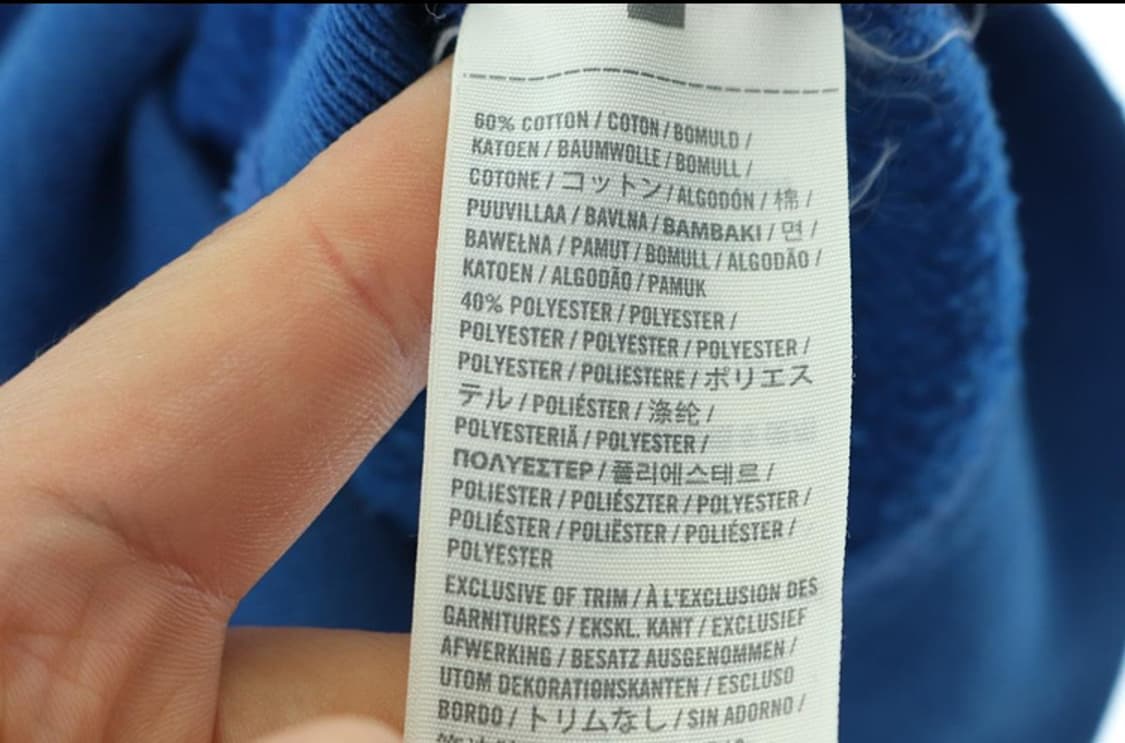 60% COTTON / COTON / BOMULD /
KATOEN / BAUMWOLLE / BOMULL /
COTONE / コットン / ALGODÓN / 棉 /
PUUVILLAA / BAVLNA / BAMBAKI / 면 /
BAWEŁNA / PAMUT / BOMULL / ALGODÃO /
KATOEN / ALGODÃO / PAMUK
40% POLYESTER / POLYESTER /
POLYESTER / POLYESTER / POLYESTER /
POLYESTER / POLIESTERE / ポリエス
テル / POLIÉSTER / 涤纶 /
POLYESTERIÄ / POLYESTER /
ΠΟΛΥΕΣΤΕΡ / 폴리에스테르 /
POLIESTER / POLIÉSZTER / POLYESTER /
POLIÉSTER / POLIËSTER / POLIÉSTER /
POLYESTER
EXCLUSIVE OF TRIM / À L'EXCLUSION DES
GARNITURES / EKSKL. KANT / EXCLUSIEF
AFWERKING / BESATZ AUSGENOMMEN /
UTOM DEKORATIONSKANTEN / ESCLUSO
BORDO / トリムなし / SIN ADORNO /